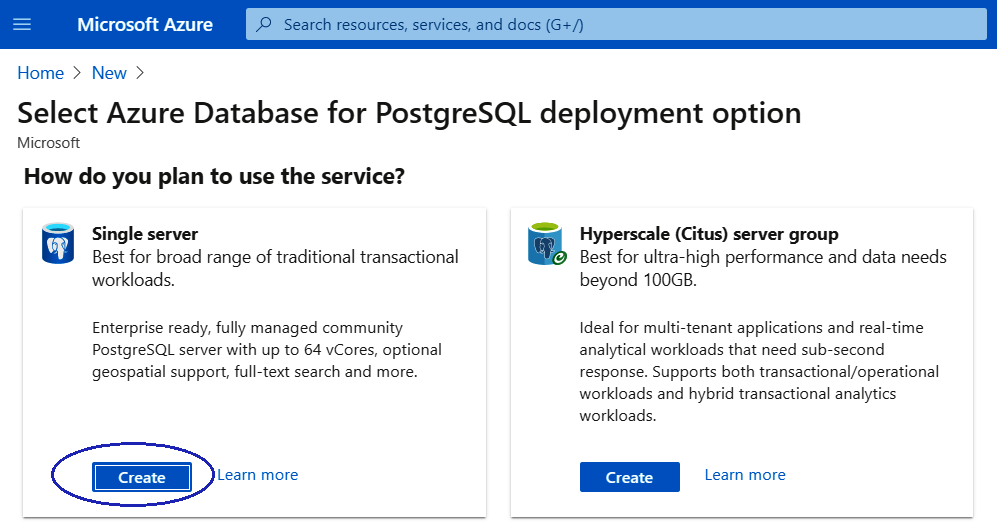 Microsoft Azure
Search resources, services, and docs (G+/)
Home > New >
Select Azure Database for PostgreSQL deployment option
Microsoft
How do you plan to use the service?
Single server
Best for broad range of traditional transactional
workloads.
Enterprise ready, fully managed community
PostgreSQL server with up to 64 vCores, optional
geospatial support, full-text search and more.
Create
Learn more
Hyperscale (Citus) server group
Best for ultra-high performance and data needs
beyond 100GB.
Ideal for multi-tenant applications and real-time
analytical workloads that need sub-second
response. Supports both transactional/operational
workloads and hybrid transactional analytics
workloads.
Create
Learn more